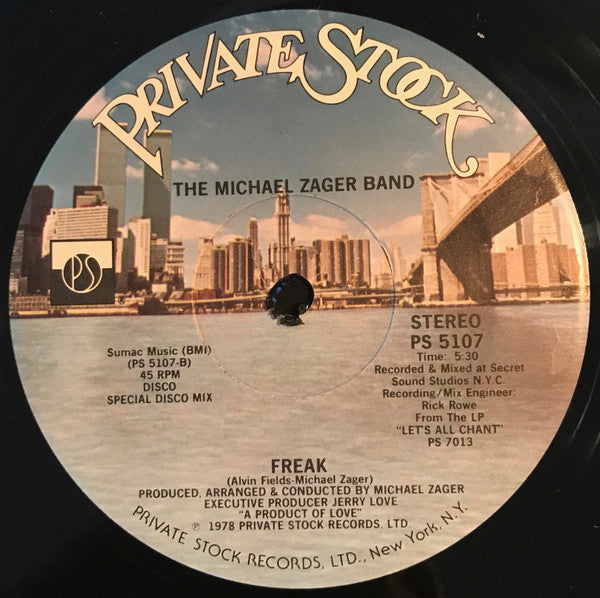 PRIVATE STOCK
THE MICHAEL ZAGER BAND
PS
Sumac Music (BMI)
(PS 5107-B)
45 RPM
DISCO
SPECIAL DISCO MIX
STEREO
PS 5107
Time: 5:30
Recorded & Mixed at Secret
Sound Studios N.Y.C.
Recording/Mix Engineer:
Rick Rowe
From The LP
"LET'S ALL CHANT"
PS 7013
FREAK
(Alvin Fields-Michael Zager)
PRODUCED, ARRANGED & CONDUCTED BY MICHAEL ZAGER
EXECUTIVE PRODUCER JERRY LOVE
"A PRODUCT OF LOVE"
℗ 1978 PRIVATE STOCK RECORDS. LTD
PRIVATE STOCK RECORDS, LTD., New York, N.Y.